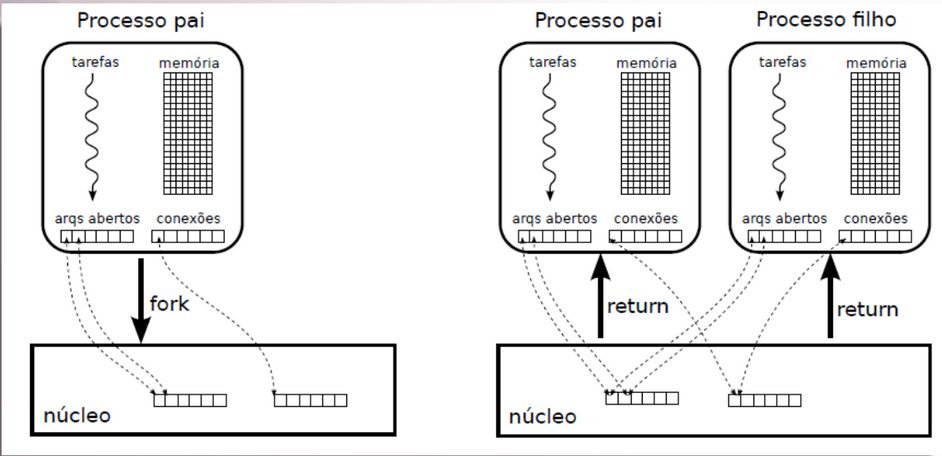 Processo pai
tarefas memória
arqs abertos conexões
fork
núcleo
Processo pai Processo filho
tarefas memória tarefas memória
arqs abertos conexões arqs abertos conexões
return return
núcleo